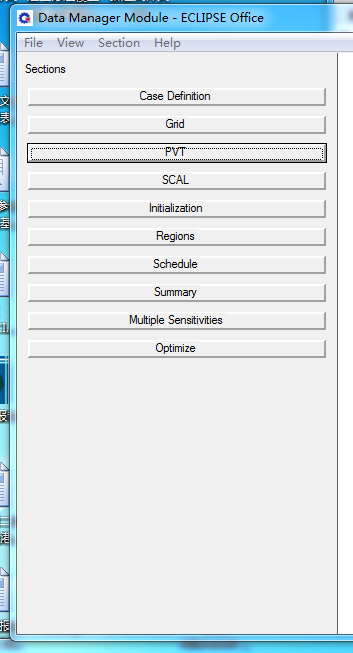 Data Manager Module - ECLIPSE Office
File View Section Help
Sections
Case Definition
Grid
PVT
SCAL
Initialization
Regions
Schedule
Summary
Multiple Sensitivities
Optimize